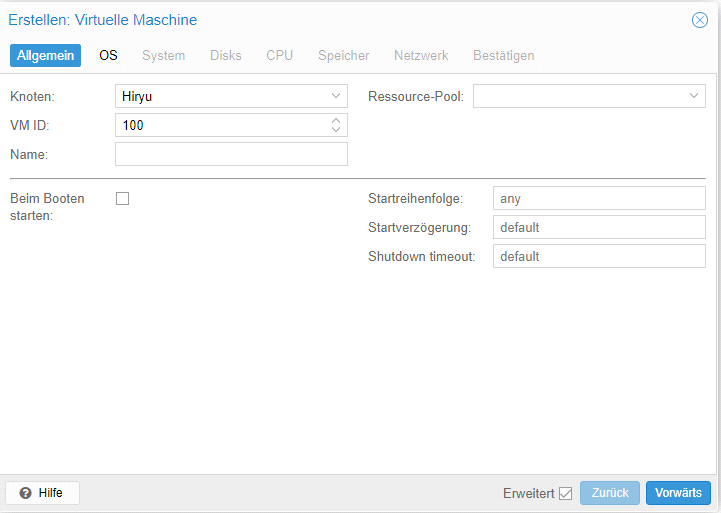 Erstellen: Virtuelle Maschine
Allgemein OS System Disks CPU Speicher Netzwerk Bestätigen
Knoten: Hiryu Ressource-Pool:
VM ID: 100
Name:
Beim Booten starten: Startreihenfolge: any
Startverzögerung: default
Shutdown timeout: default
Hilfe Erweitert Zurück Vorwärts